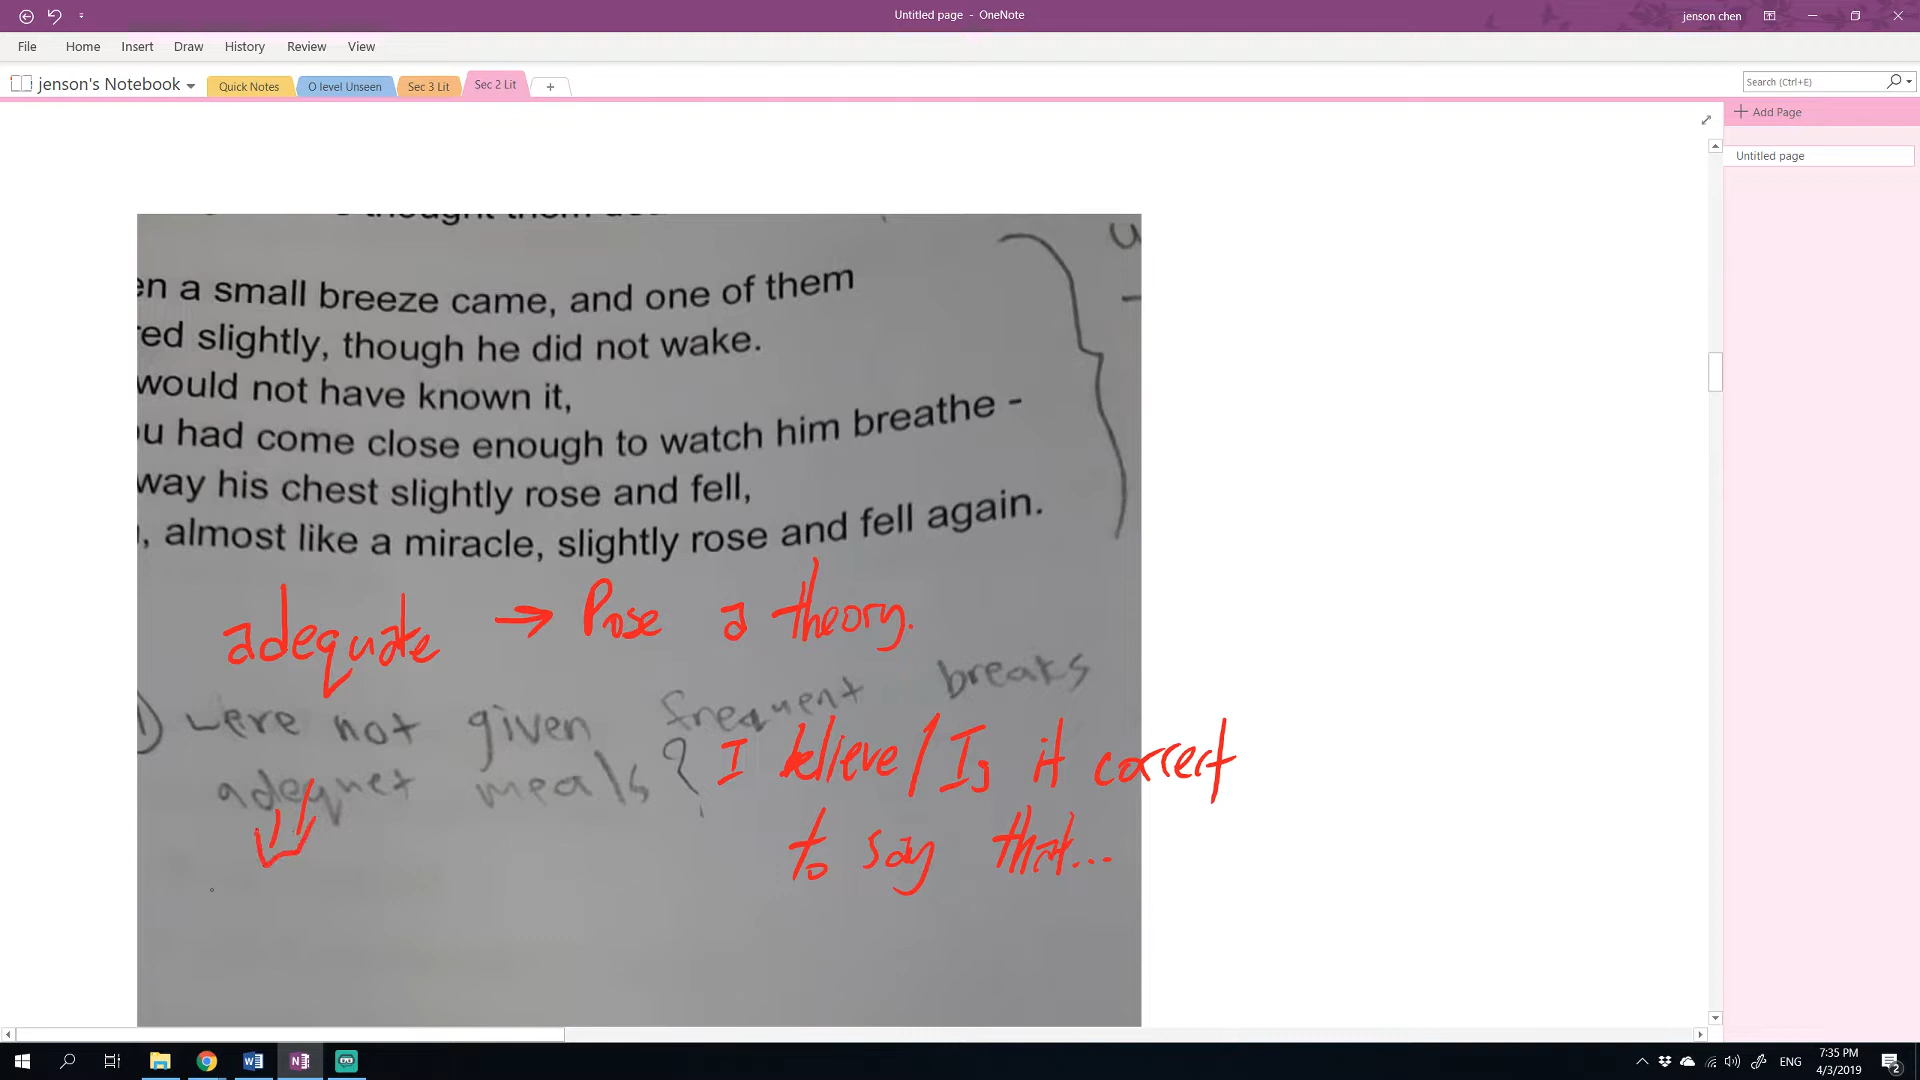 Untitled page - OneNote
jenson chen
File Home Insert Draw History Review View
jenson's Notebook
Quick Notes
O level Unseen
Sec 3 Lit
Sec 2 Lit
Search (Ctrl+E)
Add Page
Untitled page
en a small breeze came, and one of them
red slightly, though he did not wake.
would not have known it,
ou had come close enough to watch him breathe -
way his chest slightly rose and fell,
, almost like a miracle, slightly rose and fell again.
adequate → Pose a theory.
1) were not given frequent breaks
adequet meals?
I believe / Is it correct
to say that...
ENG
7:35 PM
4/3/2019
2